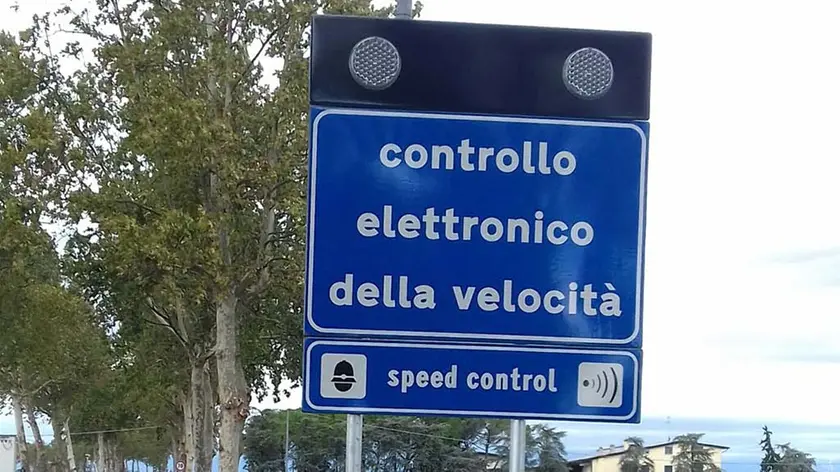 controllo
elettronico
della velocità
speed control